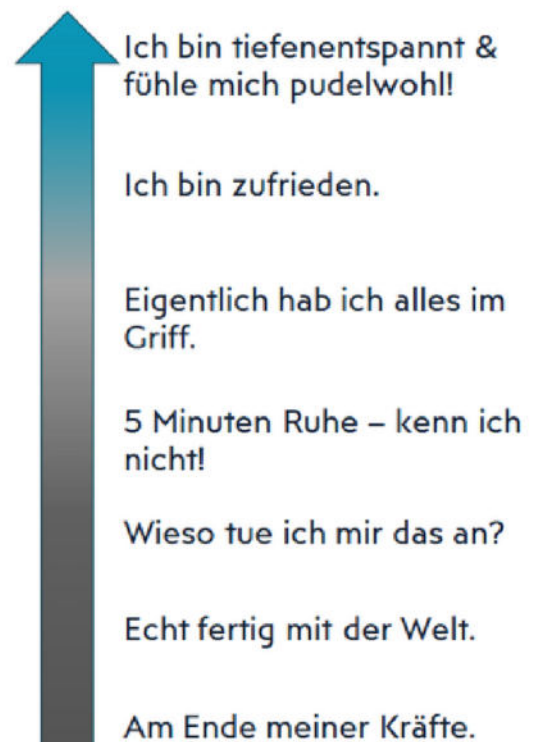 Ich bin tiefenentspannt &
fühle mich pudelwohl!
Ich bin zufrieden.
Eigentlich hab ich alles im
Griff.
5 Minuten Ruhe – kenn ich
nicht!
Wieso tue ich mir das an?
Echt fertig mit der Welt.
Am Ende meiner Kräfte.